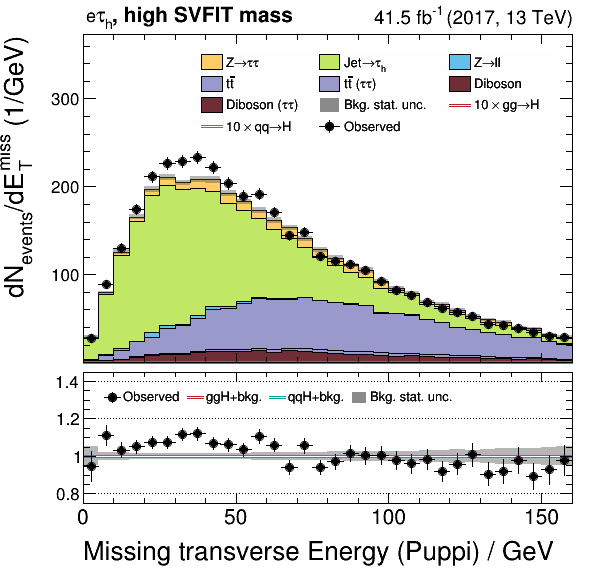 eτh, high SVFIT mass 41.5 fb⁻¹ (2017, 13 TeV)
Z→ττ Jet→τh Z→ll
tt̄ tt̄ (ττ) Diboson
Diboson (ττ) Bkg. stat. unc. 10 × gg→H
10 × qq→H Observed
dNevents/dETmiss (1/GeV)
300
200
100
Observed ggH+bkg. qqH+bkg. Bkg. stat. unc.
1.4
1.2
1
0.8
0 50 100 150
Missing transverse Energy (Puppi) / GeV